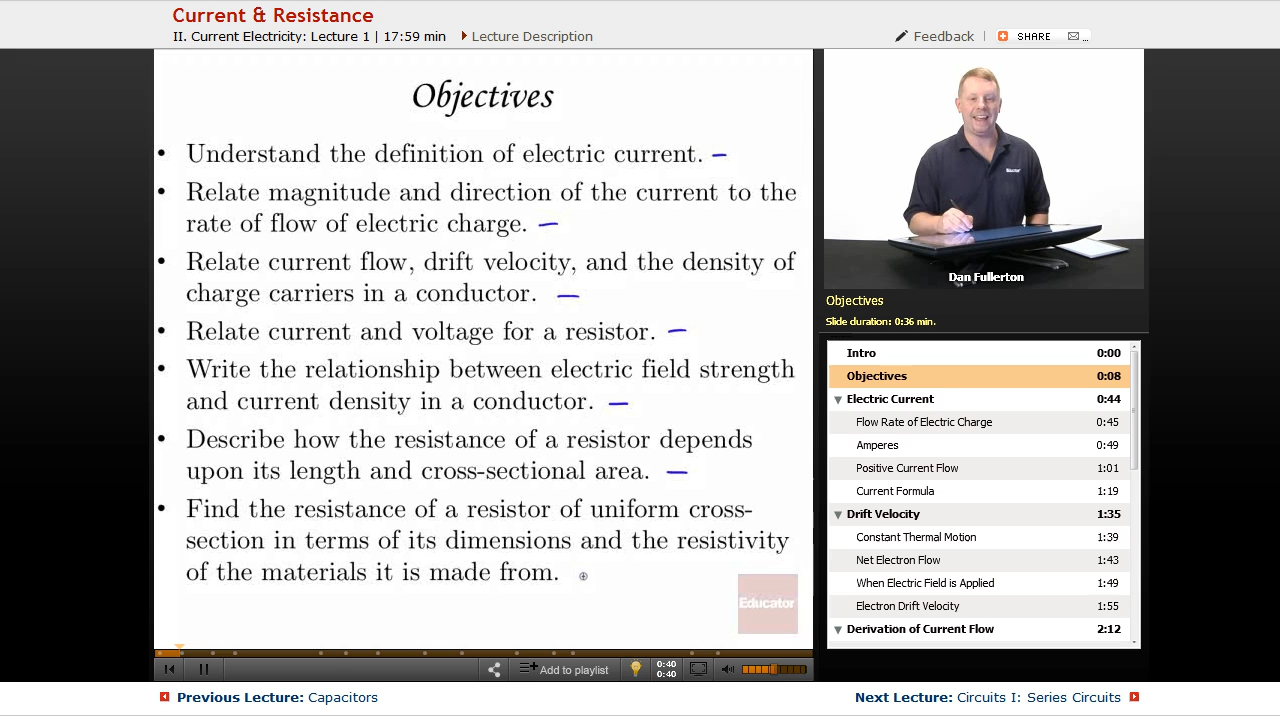 Current & Resistance
II. Current Electricity: Lecture 1 | 17:59 min Lecture Description
Feedback | SHARE
Objectives
• Understand the definition of electric current.
• Relate magnitude and direction of the current to the
rate of flow of electric charge.
• Relate current flow, drift velocity, and the density of
charge carriers in a conductor.
• Relate current and voltage for a resistor.
• Write the relationship between electric field strength
and current density in a conductor.
• Describe how the resistance of a resistor depends
upon its length and cross-sectional area.
• Find the resistance of a resistor of uniform cross-
section in terms of its dimensions and the resistivity
of the materials it is made from.
Educator
Dan Fullerton
Objectives
Slide duration: 0:36 min.
Intro 0:00
Objectives 0:08
Electric Current 0:44
Flow Rate of Electric Charge 0:45
Amperes 0:49
Positive Current Flow 1:01
Current Formula 1:19
Drift Velocity 1:35
Constant Thermal Motion 1:39
Net Electron Flow 1:43
When Electric Field is Applied 1:49
Electron Drift Velocity 1:55
Derivation of Current Flow 2:12
Add to playlist
0:40
0:40
Previous Lecture: Capacitors
Next Lecture: Circuits I: Series Circuits